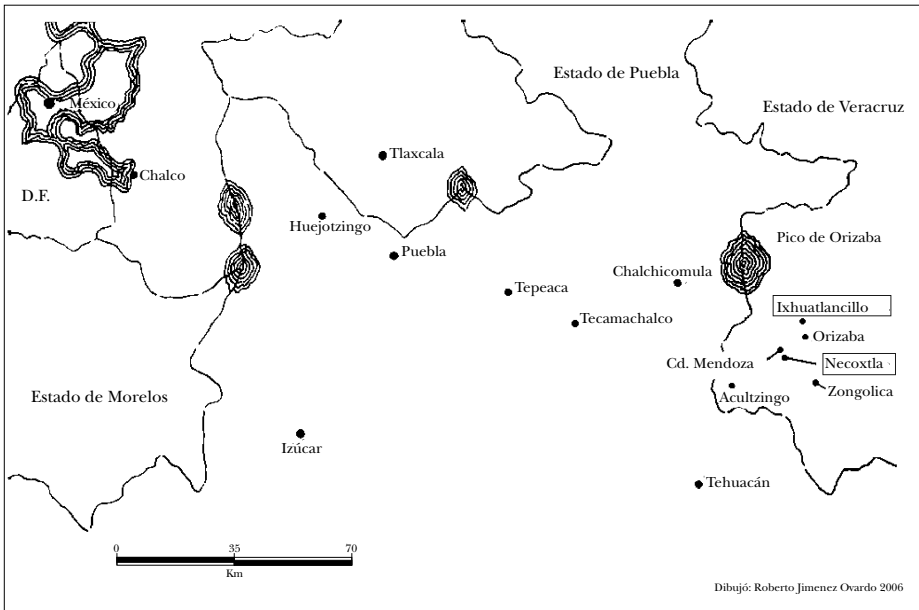 Estado de Puebla
Estado de Veracruz
México
Tlaxcala
Chalco
D.F.
Huejotzingo
Pico de Orizaba
Puebla
Chalchicomula
Tepeaca
Ixhuatlancillo
Tecamachalco
Orizaba
Cd. Mendoza
Necoxtla
Estado de Morelos
Acultzingo
Zongolica
Izúcar
Tehuacán
0 35 70
Km
Dibujó: Roberto Jimenez Ovardo 2006